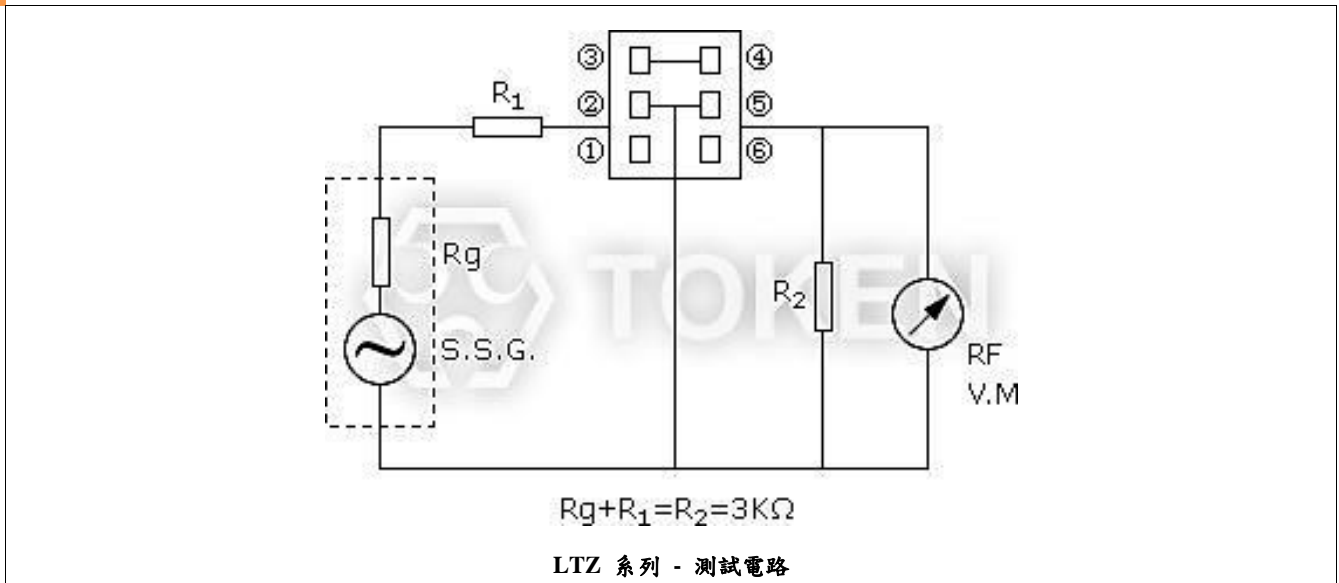 ③ ④
R₁ ② ⑤
① ⑥
Rg
TOKEN
R₂
S.S.G.
RF
V.M
Rg+R₁=R₂=3KΩ
LTZ 系列 - 測試電路